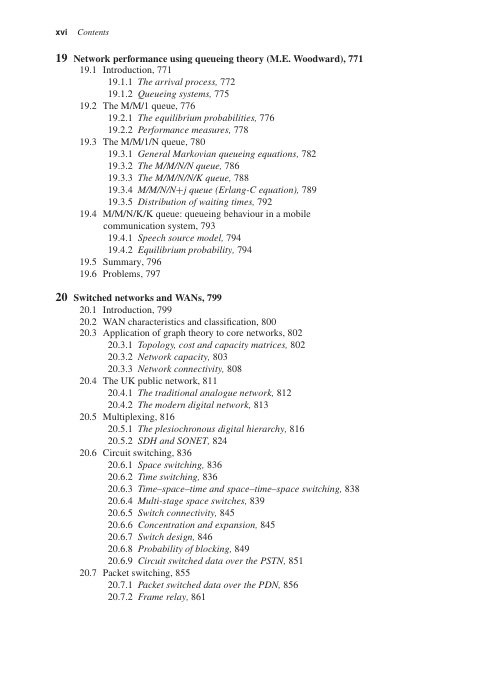 xvi Contents
19 Network performance using queueing theory (M.E. Woodward), 771
19.1 Introduction, 771
19.1.1 The arrival process, 772
19.1.2 Queueing systems, 775
19.2 The M/M/1 queue, 776
19.2.1 The equilibrium probabilities, 776
19.2.2 Performance measures, 778
19.3 The M/M/1/N queue, 780
19.3.1 General Markovian queueing equations, 782
19.3.2 The M/M/N/N queue, 786
19.3.3 The M/M/N/N/K queue, 788
19.3.4 M/M/N/N+j queue (Erlang-C equation), 789
19.3.5 Distribution of waiting times, 792
19.4 M/M/N/K/K queue: queueing behaviour in a mobile
communication system, 793
19.4.1 Speech source model, 794
19.4.2 Equilibrium probability, 794
19.5 Summary, 796
19.6 Problems, 797
20 Switched networks and WANs, 799
20.1 Introduction, 799
20.2 WAN characteristics and classification, 800
20.3 Application of graph theory to core networks, 802
20.3.1 Topology, cost and capacity matrices, 802
20.3.2 Network capacity, 803
20.3.3 Network connectivity, 808
20.4 The UK public network, 811
20.4.1 The traditional analogue network, 812
20.4.2 The modern digital network, 813
20.5 Multiplexing, 816
20.5.1 The plesiochronous digital hierarchy, 816
20.5.2 SDH and SONET, 824
20.6 Circuit switching, 836
20.6.1 Space switching, 836
20.6.2 Time switching, 836
20.6.3 Time–space–time and space–time–space switching, 838
20.6.4 Multi-stage space switches, 839
20.6.5 Switch connectivity, 845
20.6.6 Concentration and expansion, 845
20.6.7 Switch design, 846
20.6.8 Probability of blocking, 849
20.6.9 Circuit switched data over the PSTN, 851
20.7 Packet switching, 855
20.7.1 Packet switched data over the PDN, 856
20.7.2 Frame relay, 861